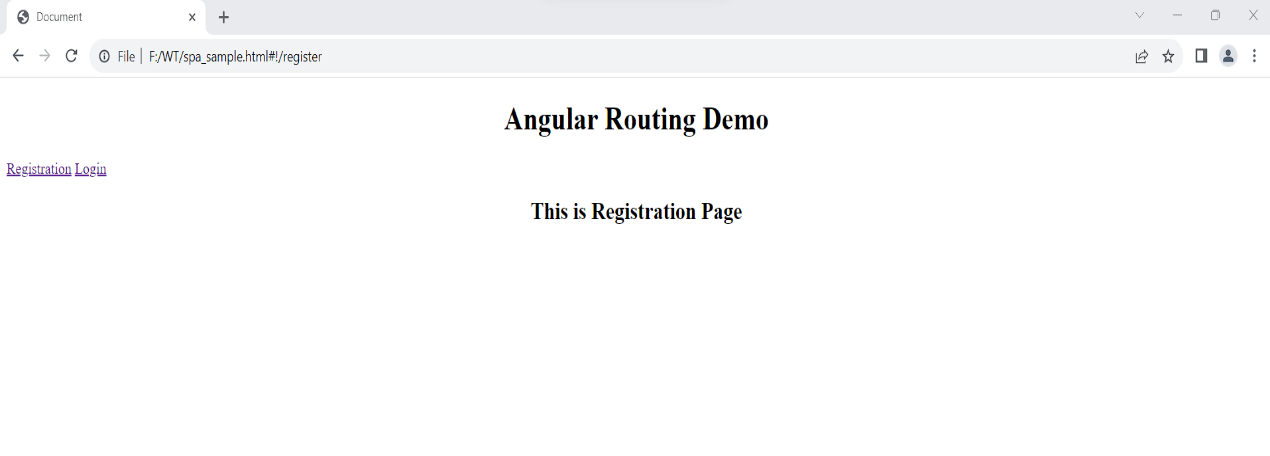 Document
File F:/WT/spa_sample.html#!/register
Angular Routing Demo
Registration Login
This is Registration Page